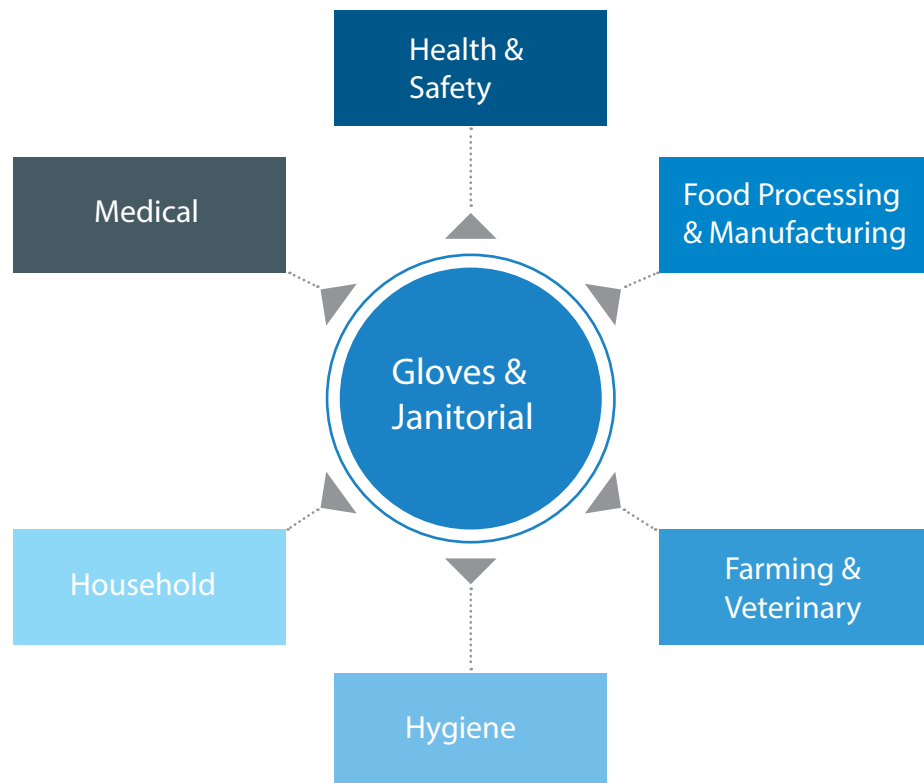 Health &
Safety
Medical
Food Processing
& Manufacturing
Gloves &
Janitorial
Household
Farming &
Veterinary
Hygiene